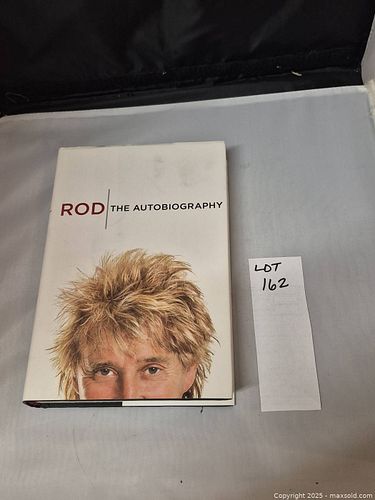 ROD THE AUTOBIOGRAPHY
LOT
162
Copyright © 2025 - maxsold.com